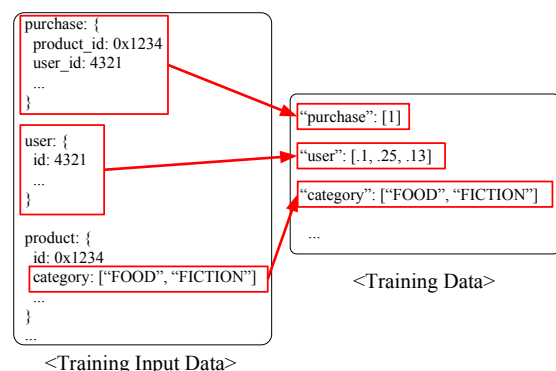 purchase: {
product_id: 0x1234
user_id: 4321
...
}
user: {
id: 4321
...
}
product: {
id: 0x1234
category: [“FOOD”, “FICTION”]
...
}
...
<Training Input Data>
“purchase”: [1]
“user”: [.1, .25, .13]
“category”: [“FOOD”, “FICTION”]
...
<Training Data>